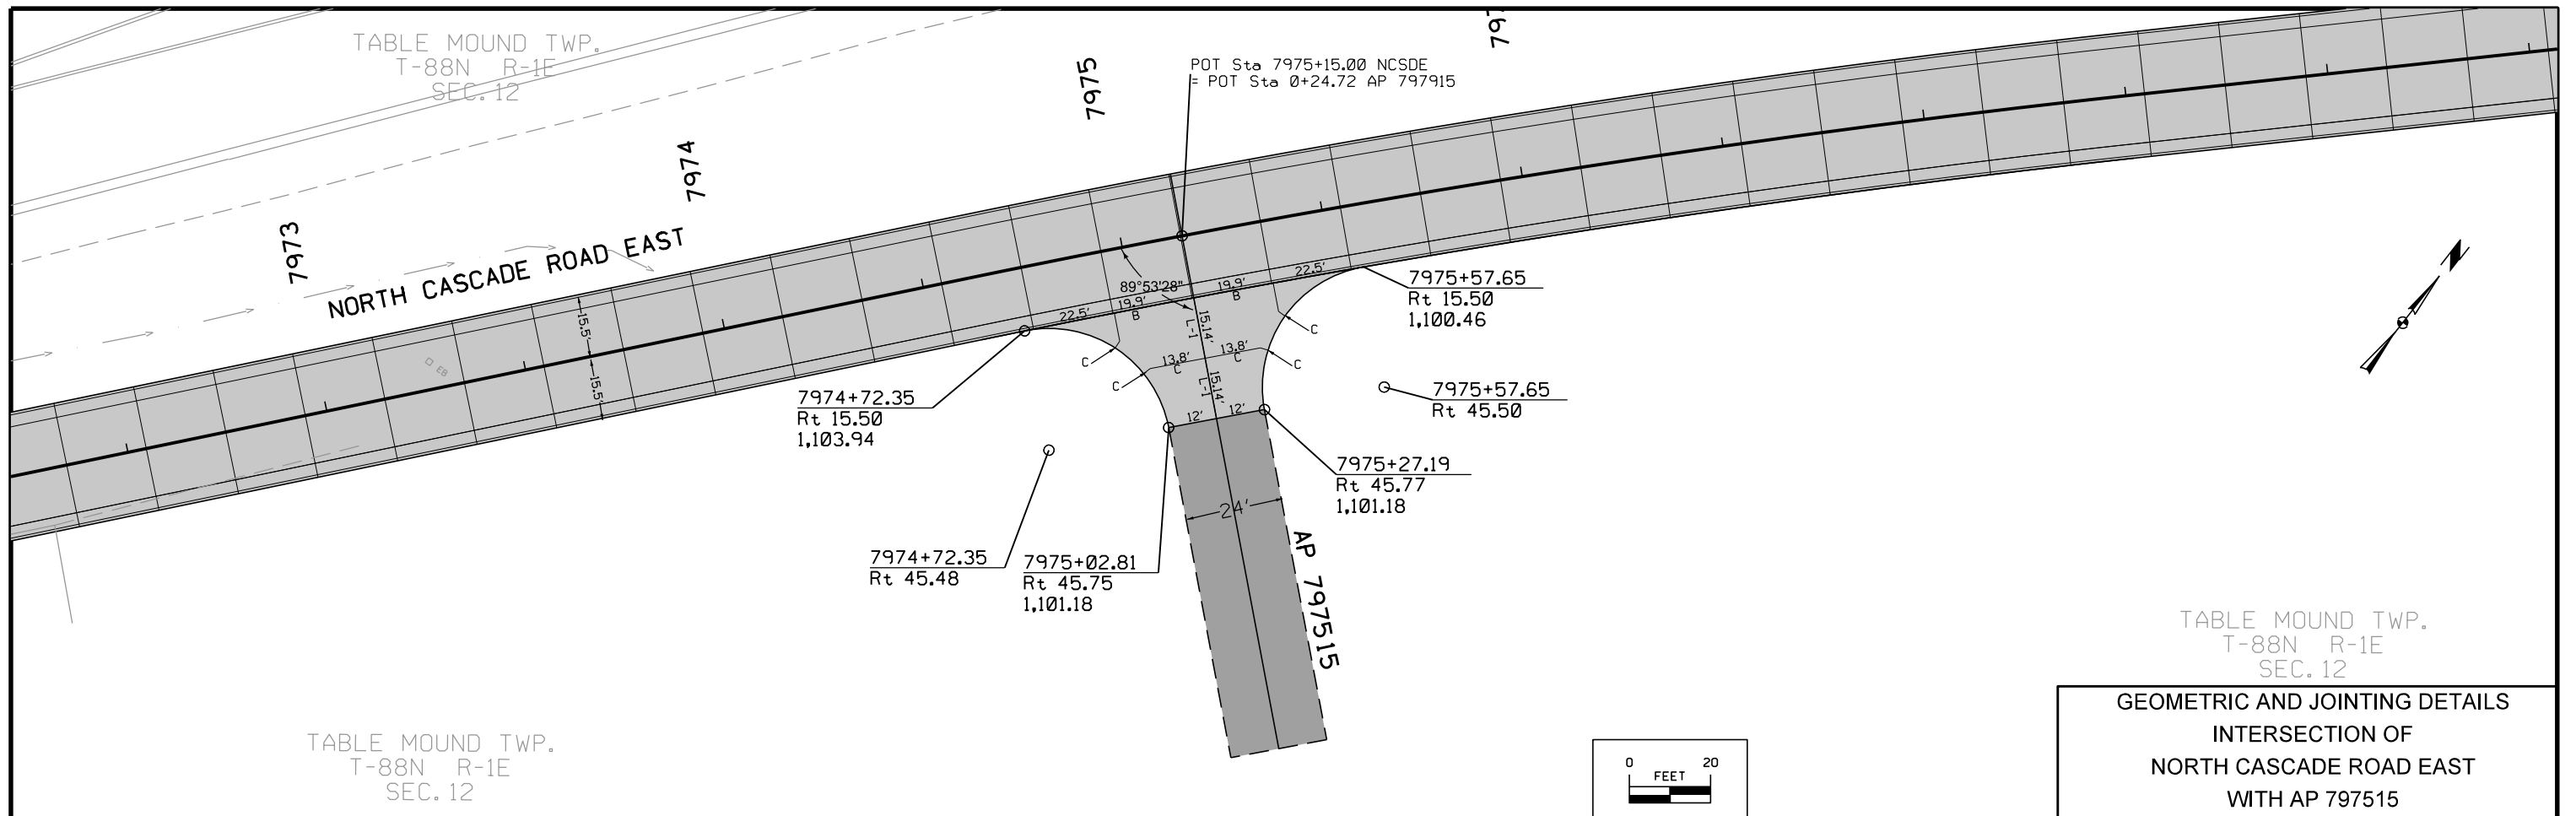 TABLE MOUND TWP.
T-88N R-1E
SEC. 12
7973
7974
7975
NORTH CASCADE ROAD EAST
POT Sta 7975+15.00 NCSDE
= POT Sta 0+24.72 AP 797915
15.5'
15.5'
EB
89°53'28"
22.5'
19.9'
B
19.9'
B
22.5'
15.14'
L-1
13.8'
C
13.8'
C
15.14'
L-1
C
C
C
C
12'
12'
24'
AP 797515
7974+72.35
Rt 15.50
1,103.94
7974+72.35
Rt 45.48
7975+02.81
Rt 45.75
1,101.18
7975+57.65
Rt 15.50
1,100.46
7975+57.65
Rt 45.50
7975+27.19
Rt 45.77
1,101.18
TABLE MOUND TWP.
T-88N R-1E
SEC. 12
TABLE MOUND TWP.
T-88N R-1E
SEC. 12
0 20
FEET
GEOMETRIC AND JOINTING DETAILS
INTERSECTION OF
NORTH CASCADE ROAD EAST
WITH AP 797515